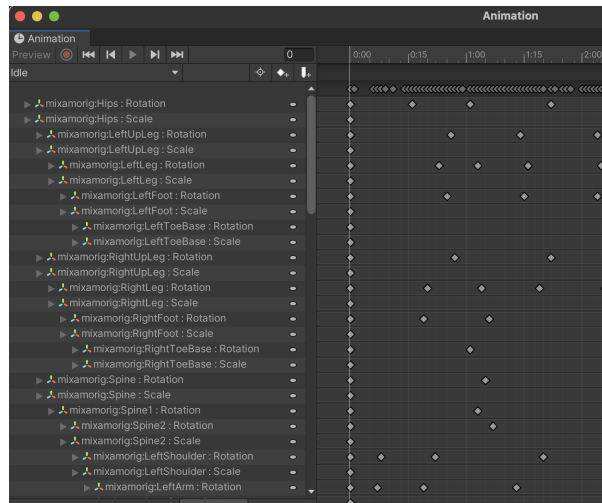 Animation
Animation
Preview 0 0:00 0:15 1:00 1:15 2:00
Idle
mixamorig:Hips : Rotation
mixamorig:Hips : Scale
mixamorig:LeftUpLeg : Rotation
mixamorig:LeftUpLeg : Scale
mixamorig:LeftLeg : Rotation
mixamorig:LeftLeg : Scale
mixamorig:LeftFoot : Rotation
mixamorig:LeftFoot : Scale
mixamorig:LeftToeBase : Rotation
mixamorig:LeftToeBase : Scale
mixamorig:RightUpLeg : Rotation
mixamorig:RightUpLeg : Scale
mixamorig:RightLeg : Rotation
mixamorig:RightLeg : Scale
mixamorig:RightFoot : Rotation
mixamorig:RightFoot : Scale
mixamorig:RightToeBase : Rotation
mixamorig:RightToeBase : Scale
mixamorig:Spine : Rotation
mixamorig:Spine : Scale
mixamorig:Spine1 : Rotation
mixamorig:Spine2 : Rotation
mixamorig:Spine2 : Scale
mixamorig:LeftShoulder : Rotation
mixamorig:LeftShoulder : Scale
mixamorig:LeftArm : Rotation